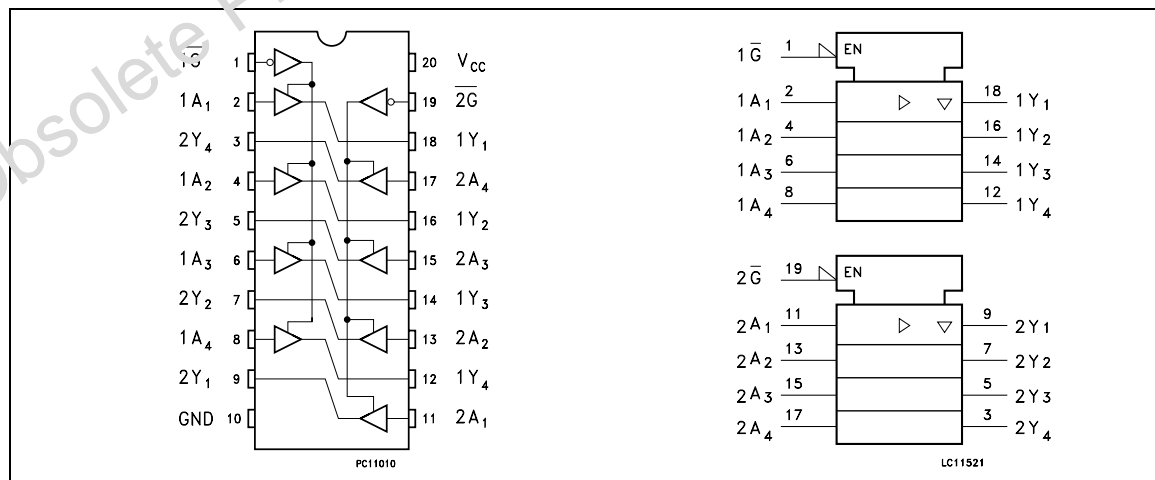 Obsolete P
1G̅ 1 20 VCC
1A1 2 19 2G̅
2Y4 3 18 1Y1
1A2 4 17 2A4
2Y3 5 16 1Y2
1A3 6 15 2A3
2Y2 7 14 1Y3
1A4 8 13 2A2
2Y1 9 12 1Y4
GND 10 11 2A1
PC11010
1G̅ 1 EN
1A1 2 18 1Y1
1A2 4 16 1Y2
1A3 6 14 1Y3
1A4 8 12 1Y4
2G̅ 19 EN
2A1 11 9 2Y1
2A2 13 7 2Y2
2A3 15 5 2Y3
2A4 17 3 2Y4
LC11521